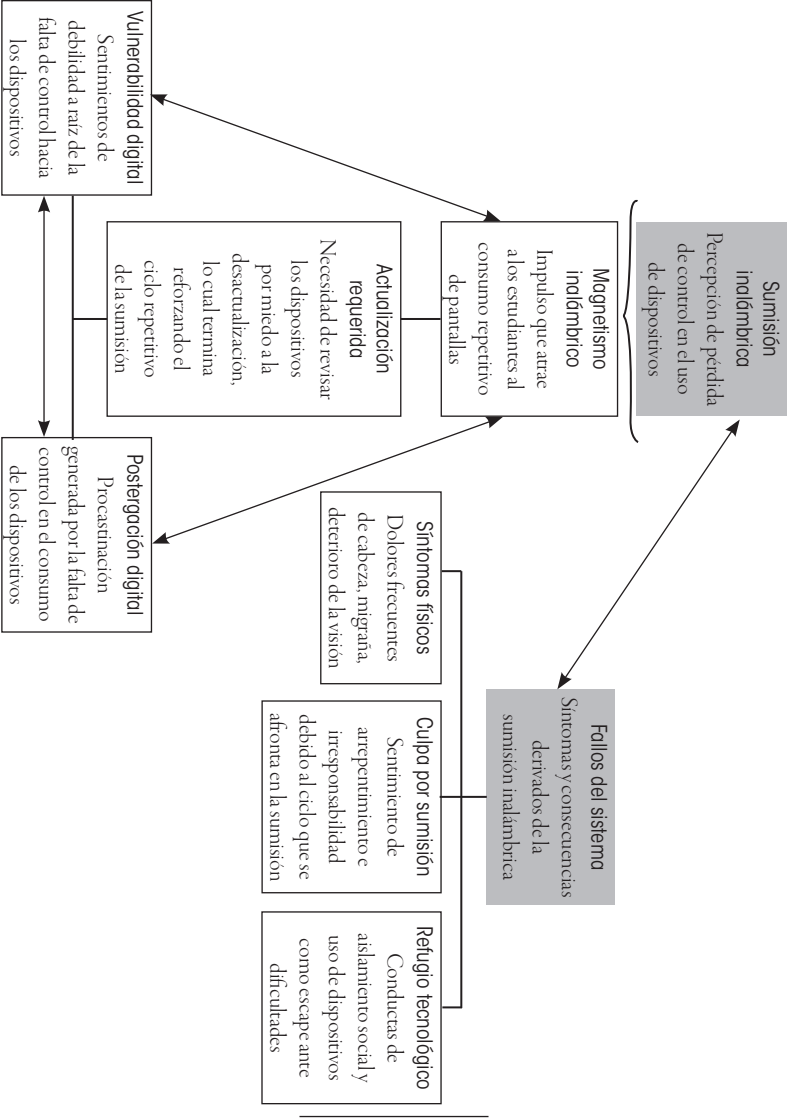 Sumisión
inalámbrica
Percepción de pérdida
de control en el uso
de dispositivos
Magnetismo
inalámbrico
Impulso que atrae
a los estudiantes al
consumo repetitivo
de pantallas
Actualización
requerida
Necesidad de revisar
los dispositivos
por miedo a la
desactualización,
lo cual termina
reforzando el
ciclo repetitivo
de la sumisión
Vulnerabilidad digital
Sentimientos de
debilidad a raíz de la
falta de control hacia
los dispositivos
Postergación digital
Procastinación
generada por la falta de
control en el consumo
de los dispositivos
Fallos del sistema
Síntomas y consecuencias
derivados de la
sumisión inalámbrica
Síntomas físicos
Dolores frecuentes
de cabeza, migraña,
deterioro de la visión
Culpa por sumisión
Sentimiento de
arrepentimiento e
irresponsabilidad
debido al ciclo que se
afronta en la sumisión
Refugio tecnológico
Conductas de
aislamiento social y
uso de dispositivos
como escape ante
dificultades